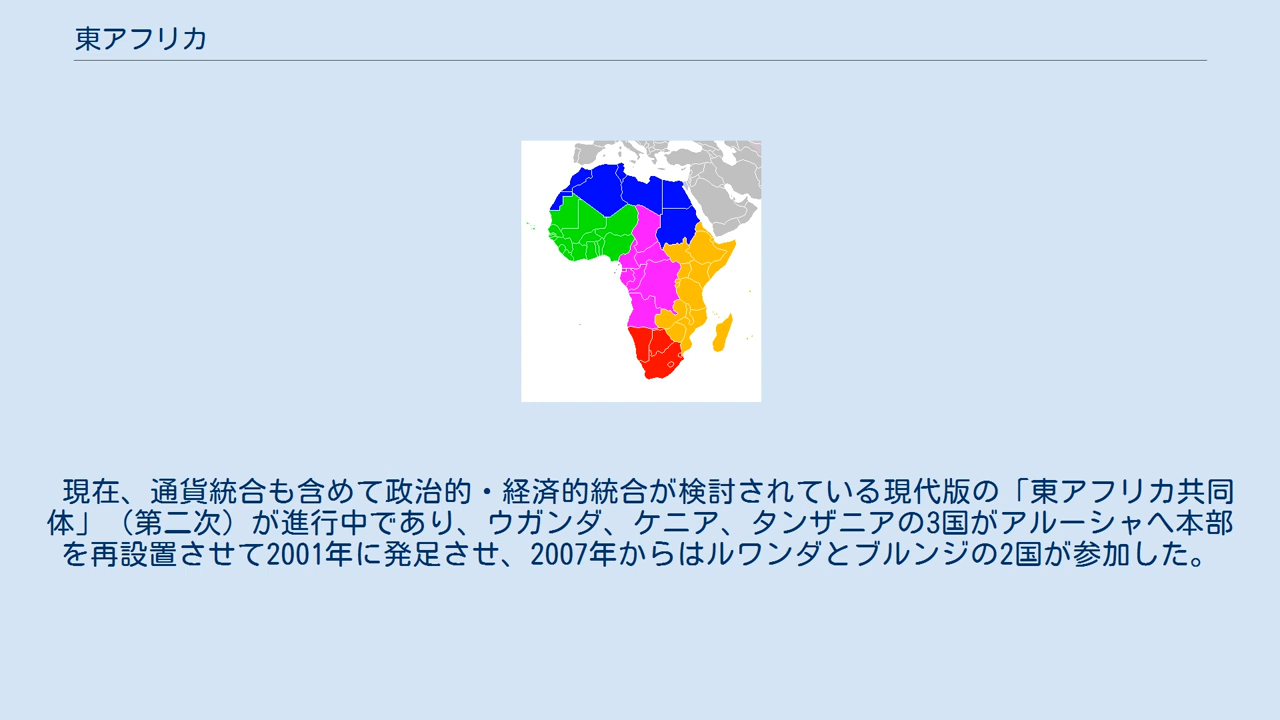 東アフリカ
現在、通貨統合も含めて政治的・経済的統合が検討されている現代版の「東アフリカ共同
体」（第二次）が進行中であり、ウガンダ、ケニア、タンザニアの3国がアルーシャへ本部
を再設置させて2001年に発足させ、2007年からはルワンダとブルンジの2国が参加した。